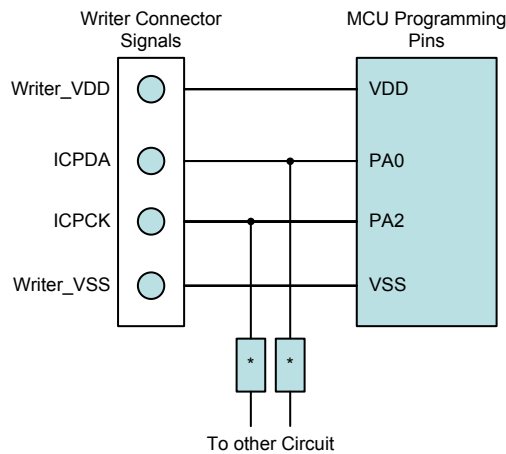 Writer Connector
Signals
MCU Programming
Pins
Writer_VDD
VDD
ICPDA
PA0
ICPCK
PA2
Writer_VSS
VSS
* *
To other Circuit